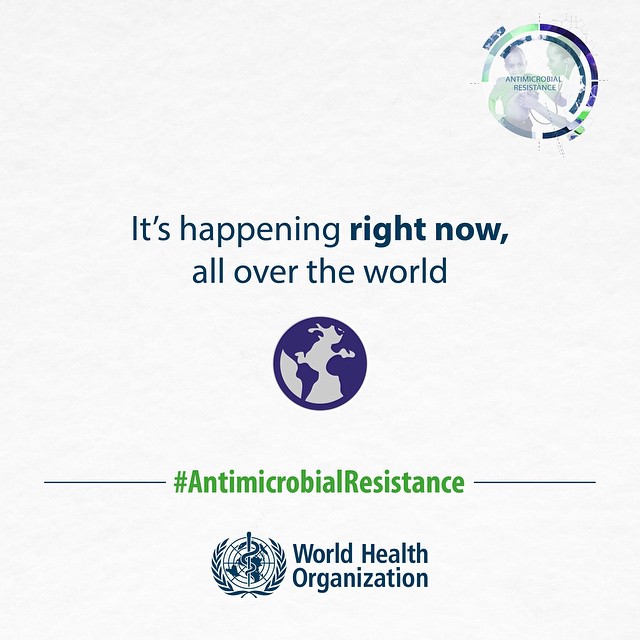 ANTIMICROBIAL
RESISTANCE
It’s happening right now,
all over the world
#AntimicrobialResistance
World Health
Organization